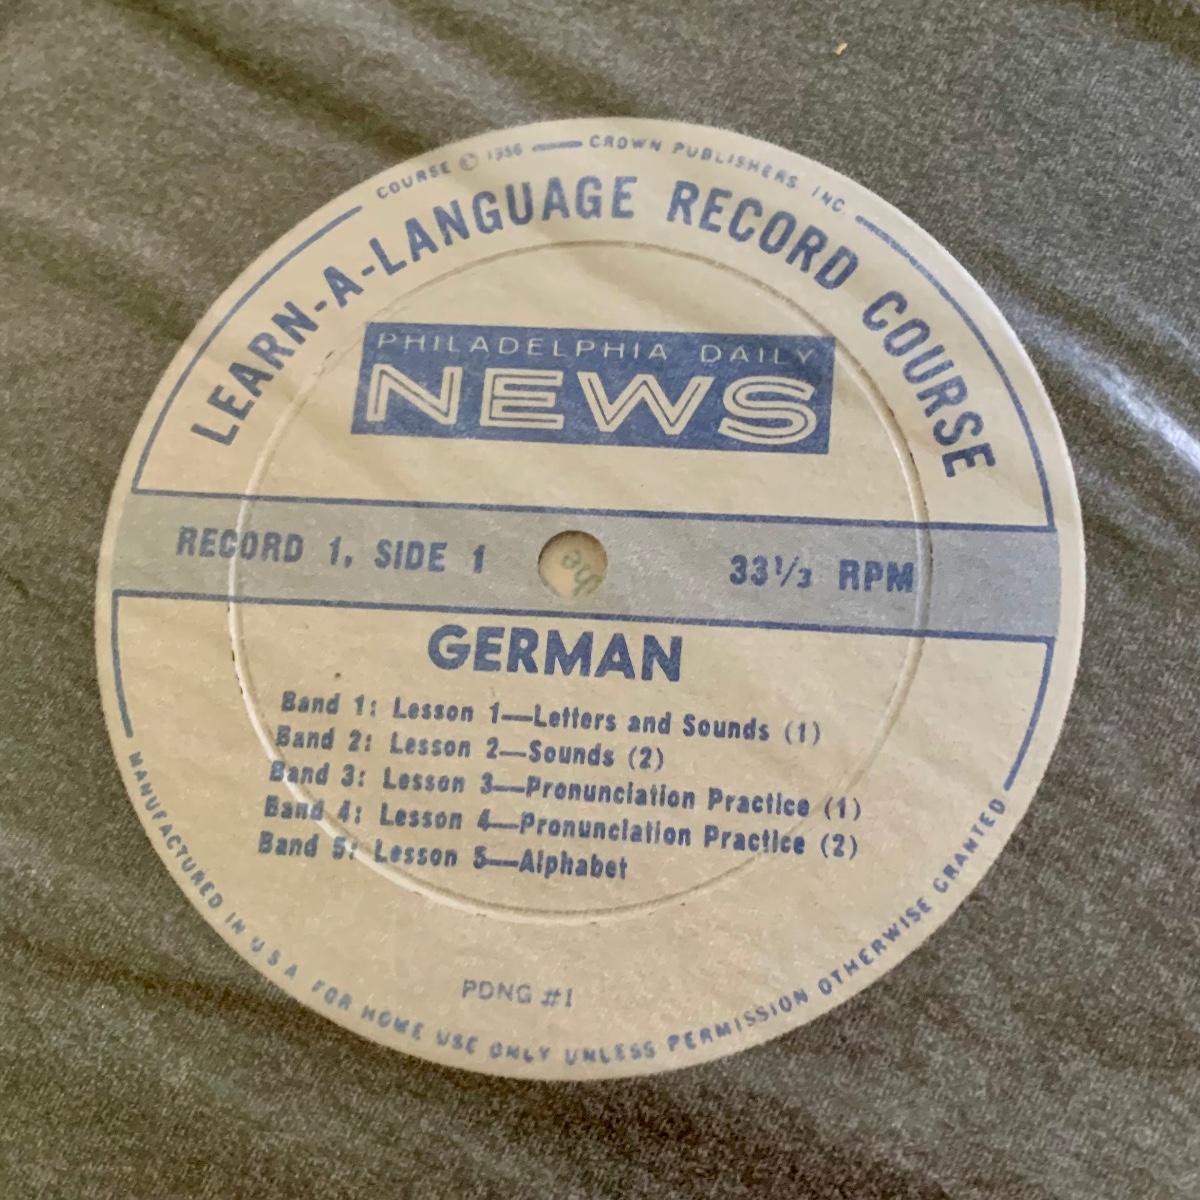 COURSE © 1956 — CROWN PUBLISHERS, INC.
LEARN-A-LANGUAGE RECORD COURSE
PHILADELPHIA DAILY
NEWS
RECORD 1, SIDE 1
33⅓ RPM
GERMAN
Band 1: Lesson 1—Letters and Sounds (1)
Band 2: Lesson 2—Sounds (2)
Band 3: Lesson 3—Pronunciation Practice (1)
Band 4: Lesson 4—Pronunciation Practice (2)
Band 5: Lesson 5—Alphabet
PDNG #1
MANUFACTURED IN U S A FOR HOME USE ONLY UNLESS PERMISSION OTHERWISE GRANTED